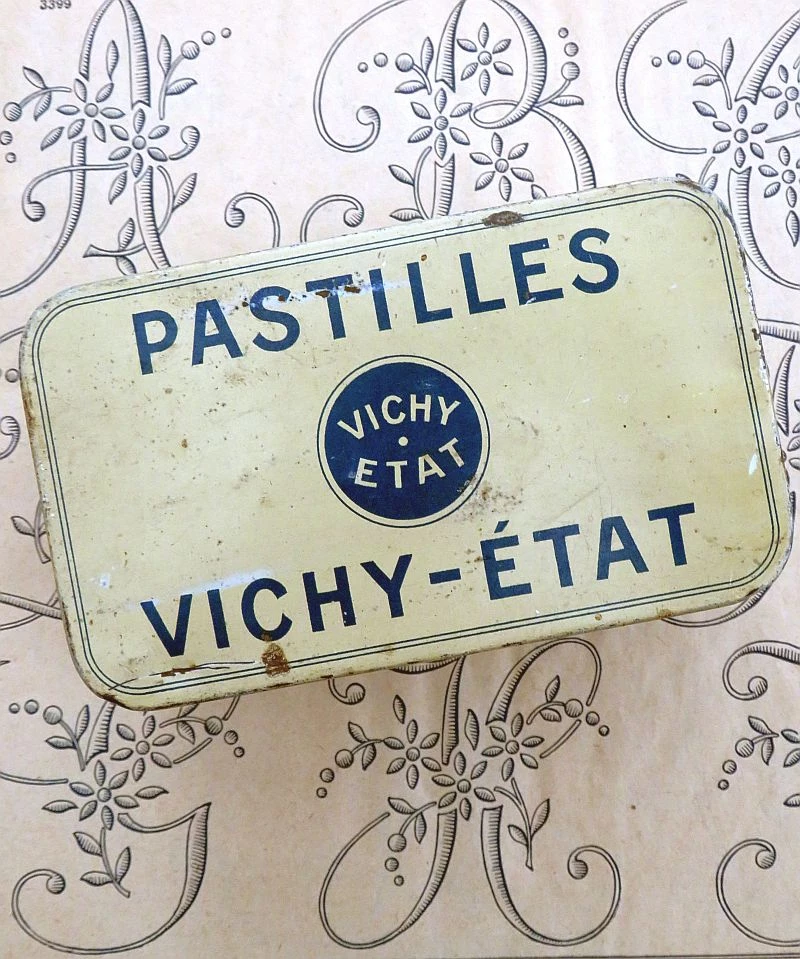 3399
PASTILLES
VICHY
ETAT
VICHY-ÉTAT